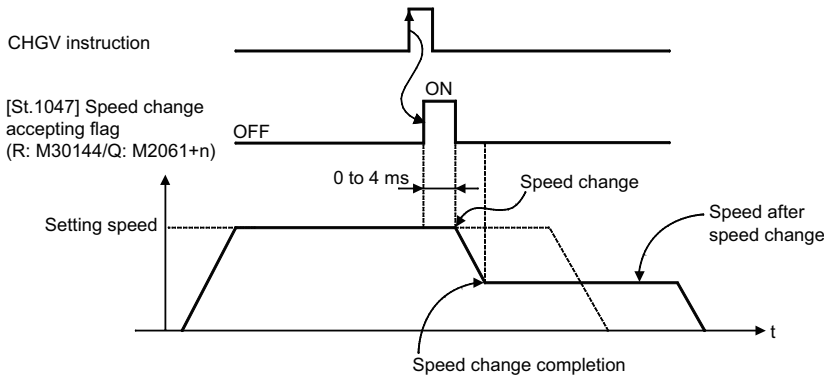 CHGV instruction
ON
[St.1047] Speed change
accepting flag
(R: M30144/Q: M2061+n)
OFF
0 to 4 ms
Speed change
Setting speed
Speed after
speed change
t
Speed change completion